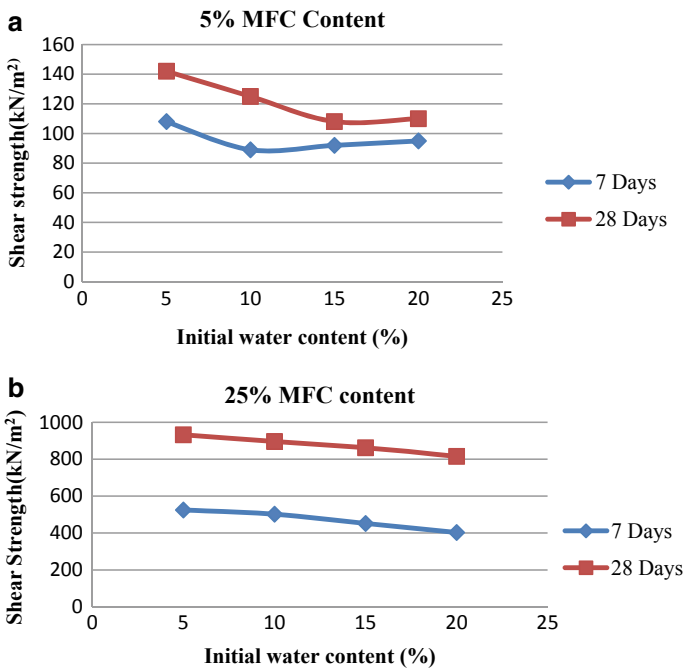 a
5% MFC Content
Shear strength(kN/m²)
160
140
120
100
80
60
40
20
0
0 5 10 15 20 25
Initial water content (%)
7 Days
28 Days
b
25% MFC content
Shear Strength(kN/m²)
1000
800
600
400
200
0
0 5 10 15 20 25
Initial water content (%)
7 Days
28 Days